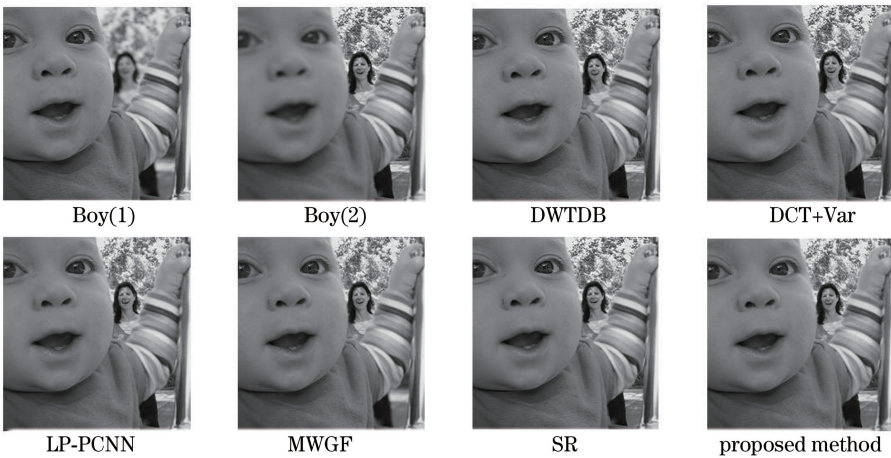 Boy(1)
Boy(2)
DWTDB
DCT+Var
LP-PCNN
MWGF
SR
proposed method